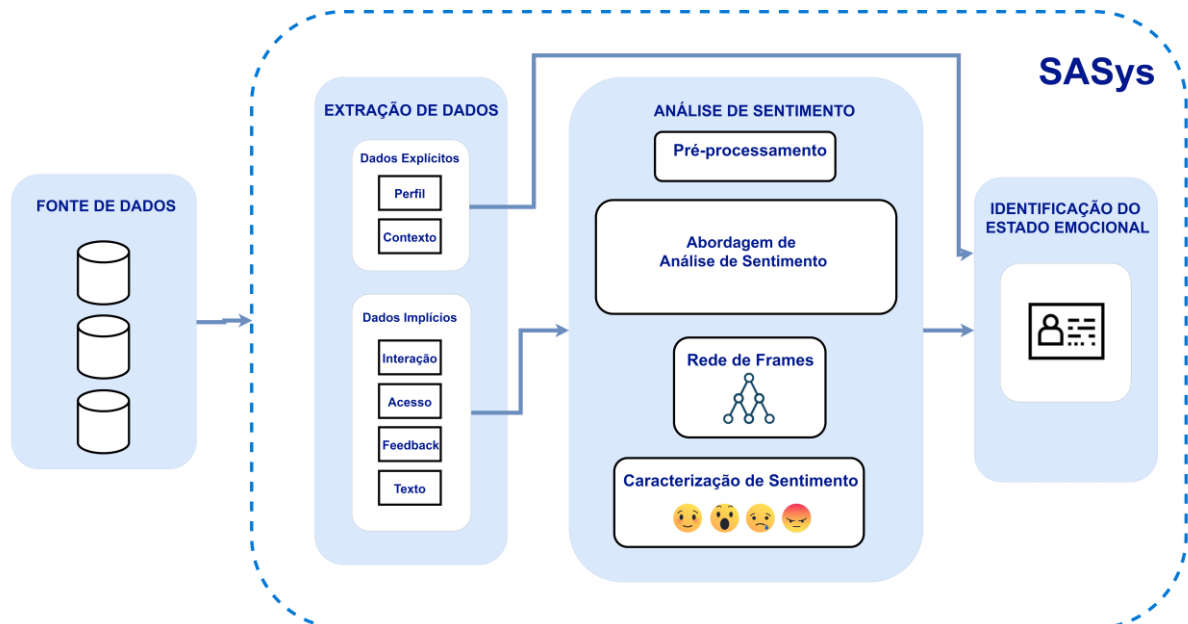 SASys
FONTE DE DADOS
EXTRAÇÃO DE DADOS
Dados Explícitos
Perfil
Contexto
Dados Implícios
Interação
Acesso
Feedback
Texto
ANÁLISE DE SENTIMENTO
Pré-processamento
Abordagem de
Análise de Sentimento
Rede de Frames
Caracterização de Sentimento
IDENTIFICAÇÃO DO
ESTADO EMOCIONAL